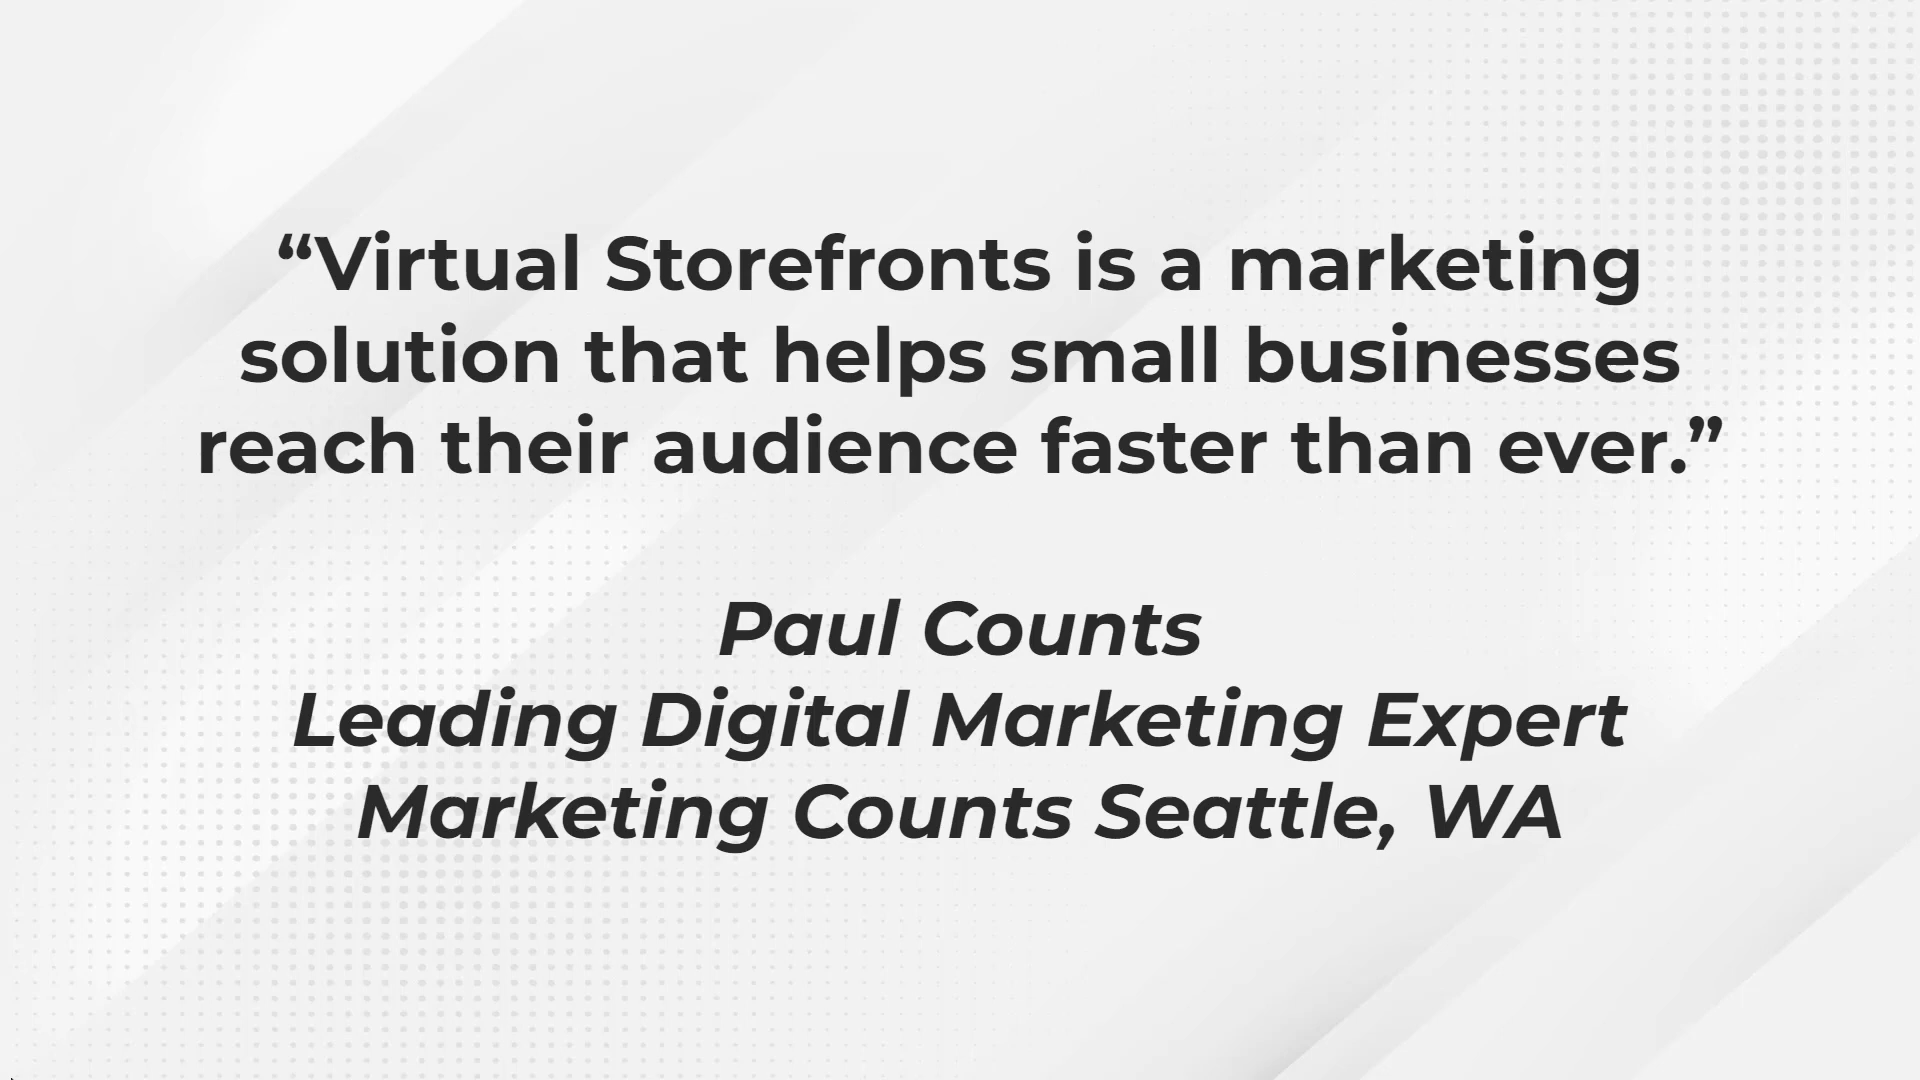 “Virtual Storefronts is a marketing
solution that helps small businesses
reach their audience faster than ever.”
Paul Counts
Leading Digital Marketing Expert
Marketing Counts Seattle, WA